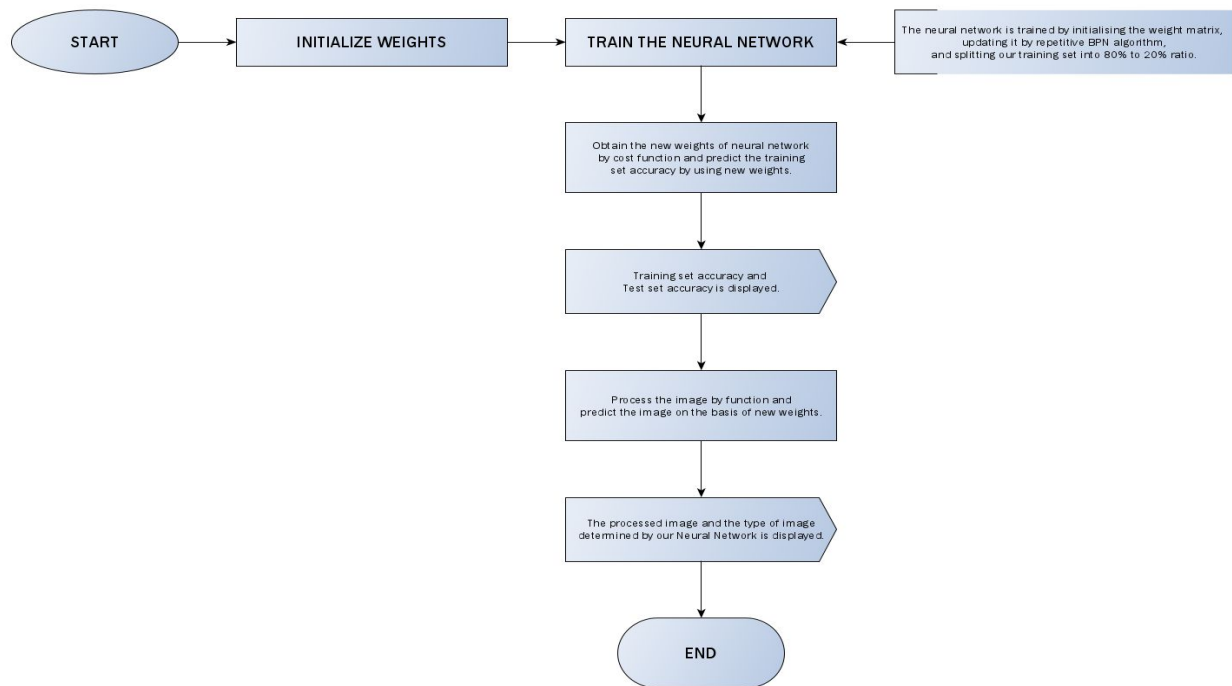 START
INITIALIZE WEIGHTS
TRAIN THE NEURAL NETWORK
The neural network is trained by initialising the weight matrix,
updating it by repetitive BPN algorithm,
and splitting our training set into 80% to 20% ratio.
Obtain the new weights of neural network
by cost function and predict the training
set accuracy by using new weights.
Training set accuracy and
Test set accuracy is displayed.
Process the image by function and
predict the image on the basis of new weights.
The processed image and the type of image
determined by our Neural Network is displayed.
END